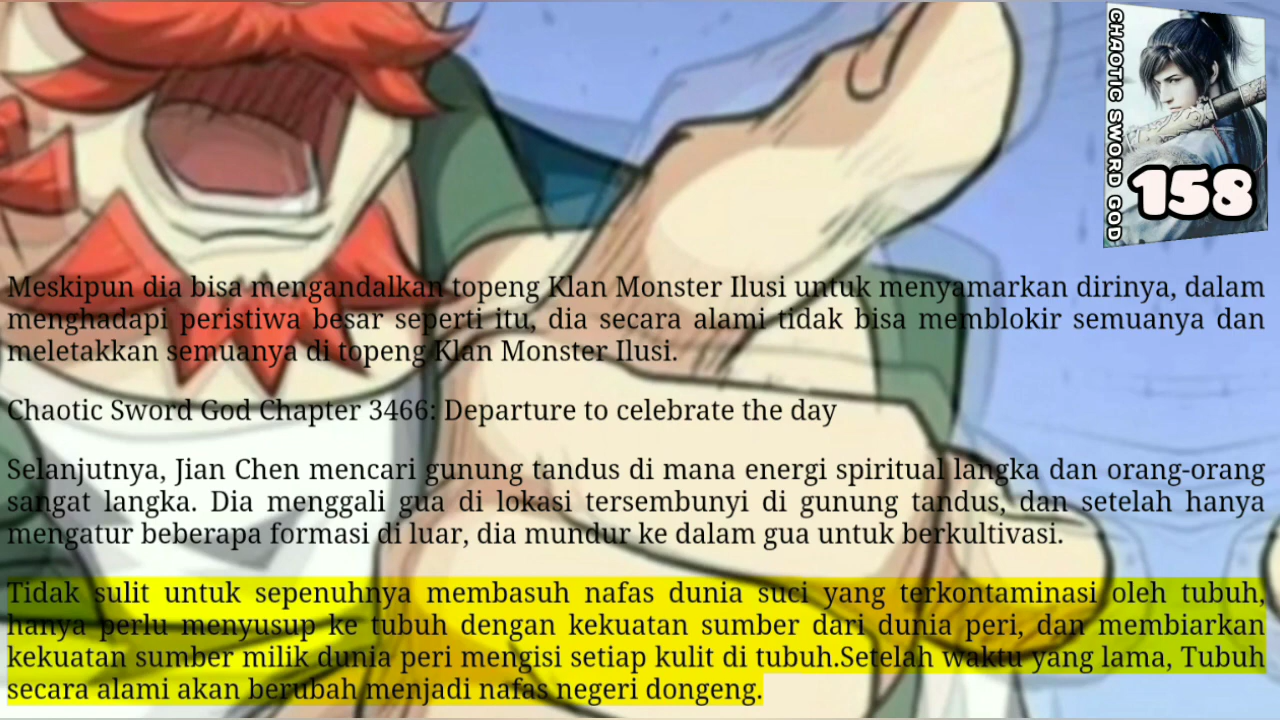 CHAOTIC SWORD GOD
158
Meskipun dia bisa mengandalkan topeng Klan Monster Ilusi untuk menyamarkan dirinya, dalam
menghadapi peristiwa besar seperti itu, dia secara alami tidak bisa memblokir semuanya dan
meletakkan semuanya di topeng Klan Monster Ilusi.
Chaotic Sword God Chapter 3466: Departure to celebrate the day
Selanjutnya, Jian Chen mencari gunung tandus di mana energi spiritual langka dan orang-orang
sangat langka. Dia menggali gua di lokasi tersembunyi di gunung tandus, dan setelah hanya
mengatur beberapa formasi di luar, dia mundur ke dalam gua untuk berkultivasi.
Tidak sulit untuk sepenuhnya membasuh nafas dunia suci yang terkontaminasi oleh tubuh,
hanya perlu menyusup ke tubuh dengan kekuatan sumber dari dunia peri, dan membiarkan
kekuatan sumber milik dunia peri mengisi setiap kulit di tubuh.Setelah waktu yang lama, Tubuh
secara alami akan berubah menjadi nafas negeri dongeng.